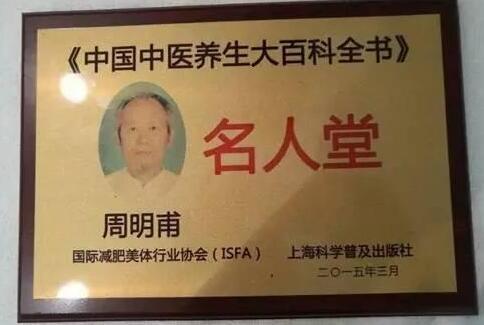 《中国中医养生大百科全书》
名人堂
周明甫
国际减肥美体行业协会（ISFA） 上海科学普及出版社
二〇一五年三月